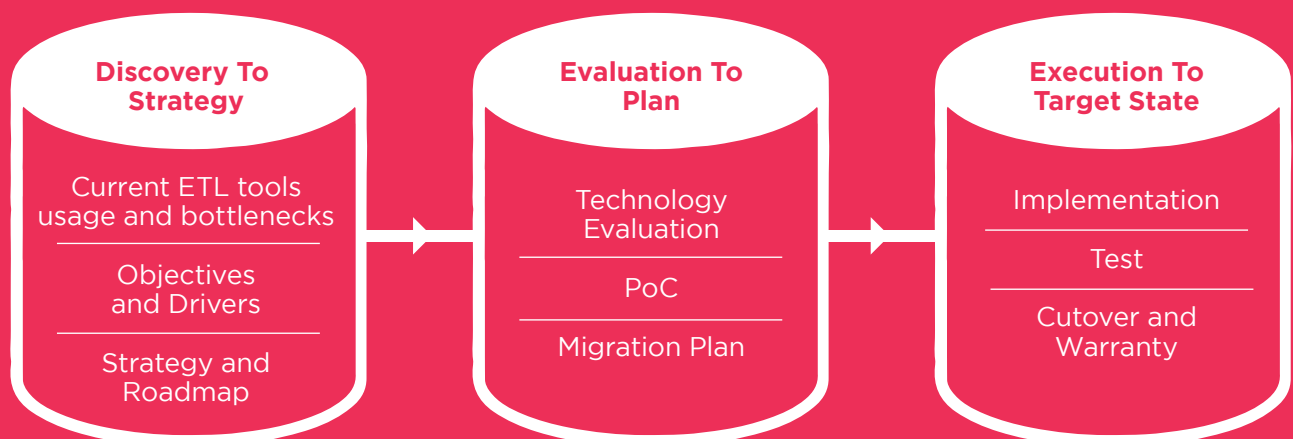 Discovery To
Strategy
Current ETL tools
usage and bottlenecks
Objectives
and Drivers
Strategy and
Roadmap
Evaluation To
Plan
Technology
Evaluation
PoC
Migration Plan
Execution To
Target State
Implementation
Test
Cutover and
Warranty